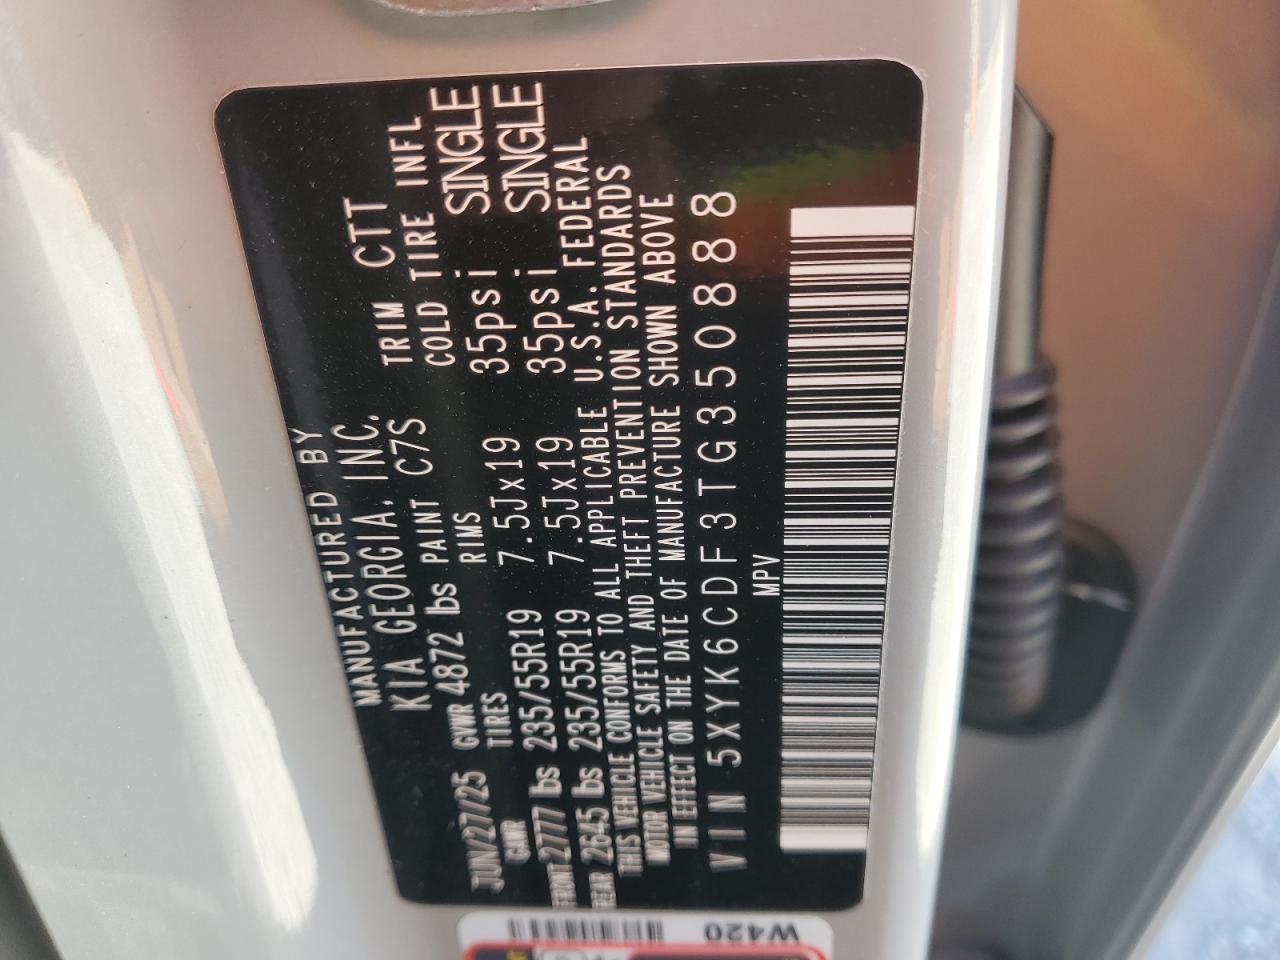 MANUFACTURED BY
KIA GEORGIA, INC. TRIM CTT
JUN/27/25 GVWR 4872 lbs PAINT C7S COLD TIRE INFL
GAWR TIRES RIMS
FRONT 2777 lbs 235/55R19 7.5Jx19 35psi SINGLE
REAR 2645 lbs 235/55R19 7.5Jx19 35psi SINGLE
THIS VEHICLE CONFORMS TO ALL APPLICABLE U.S.A. FEDERAL
MOTOR VEHICLE SAFETY AND THEFT PREVENTION STANDARDS
IN EFFECT ON THE DATE OF MANUFACTURE SHOWN ABOVE
VIN 5XYK6CDF3TG350888
MPV
W420